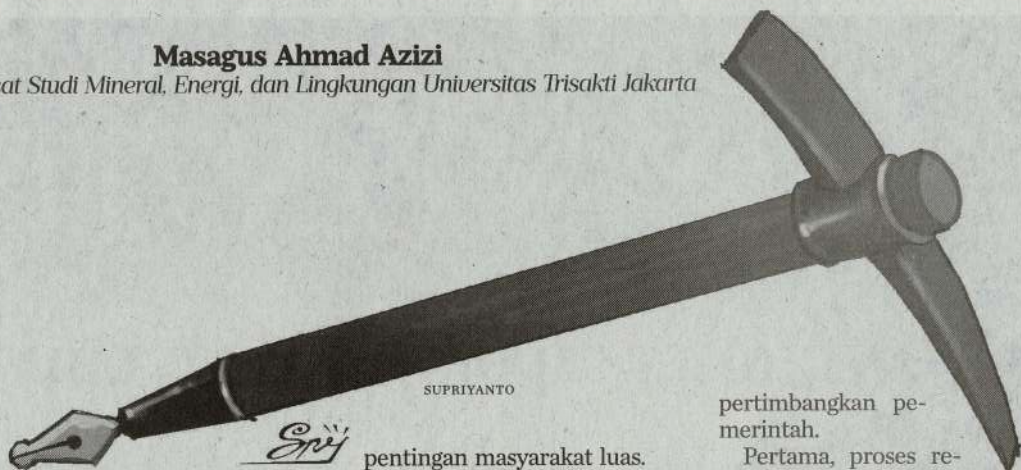 Masagus Ahmad Azizi
at Studi Mineral, Energi, dan Lingkungan Universitas Trisakti Jakarta
SUPRIYANTO
pentingan masyarakat luas.
pertimbangkan pe-
merintah.
Pertama, proses re-